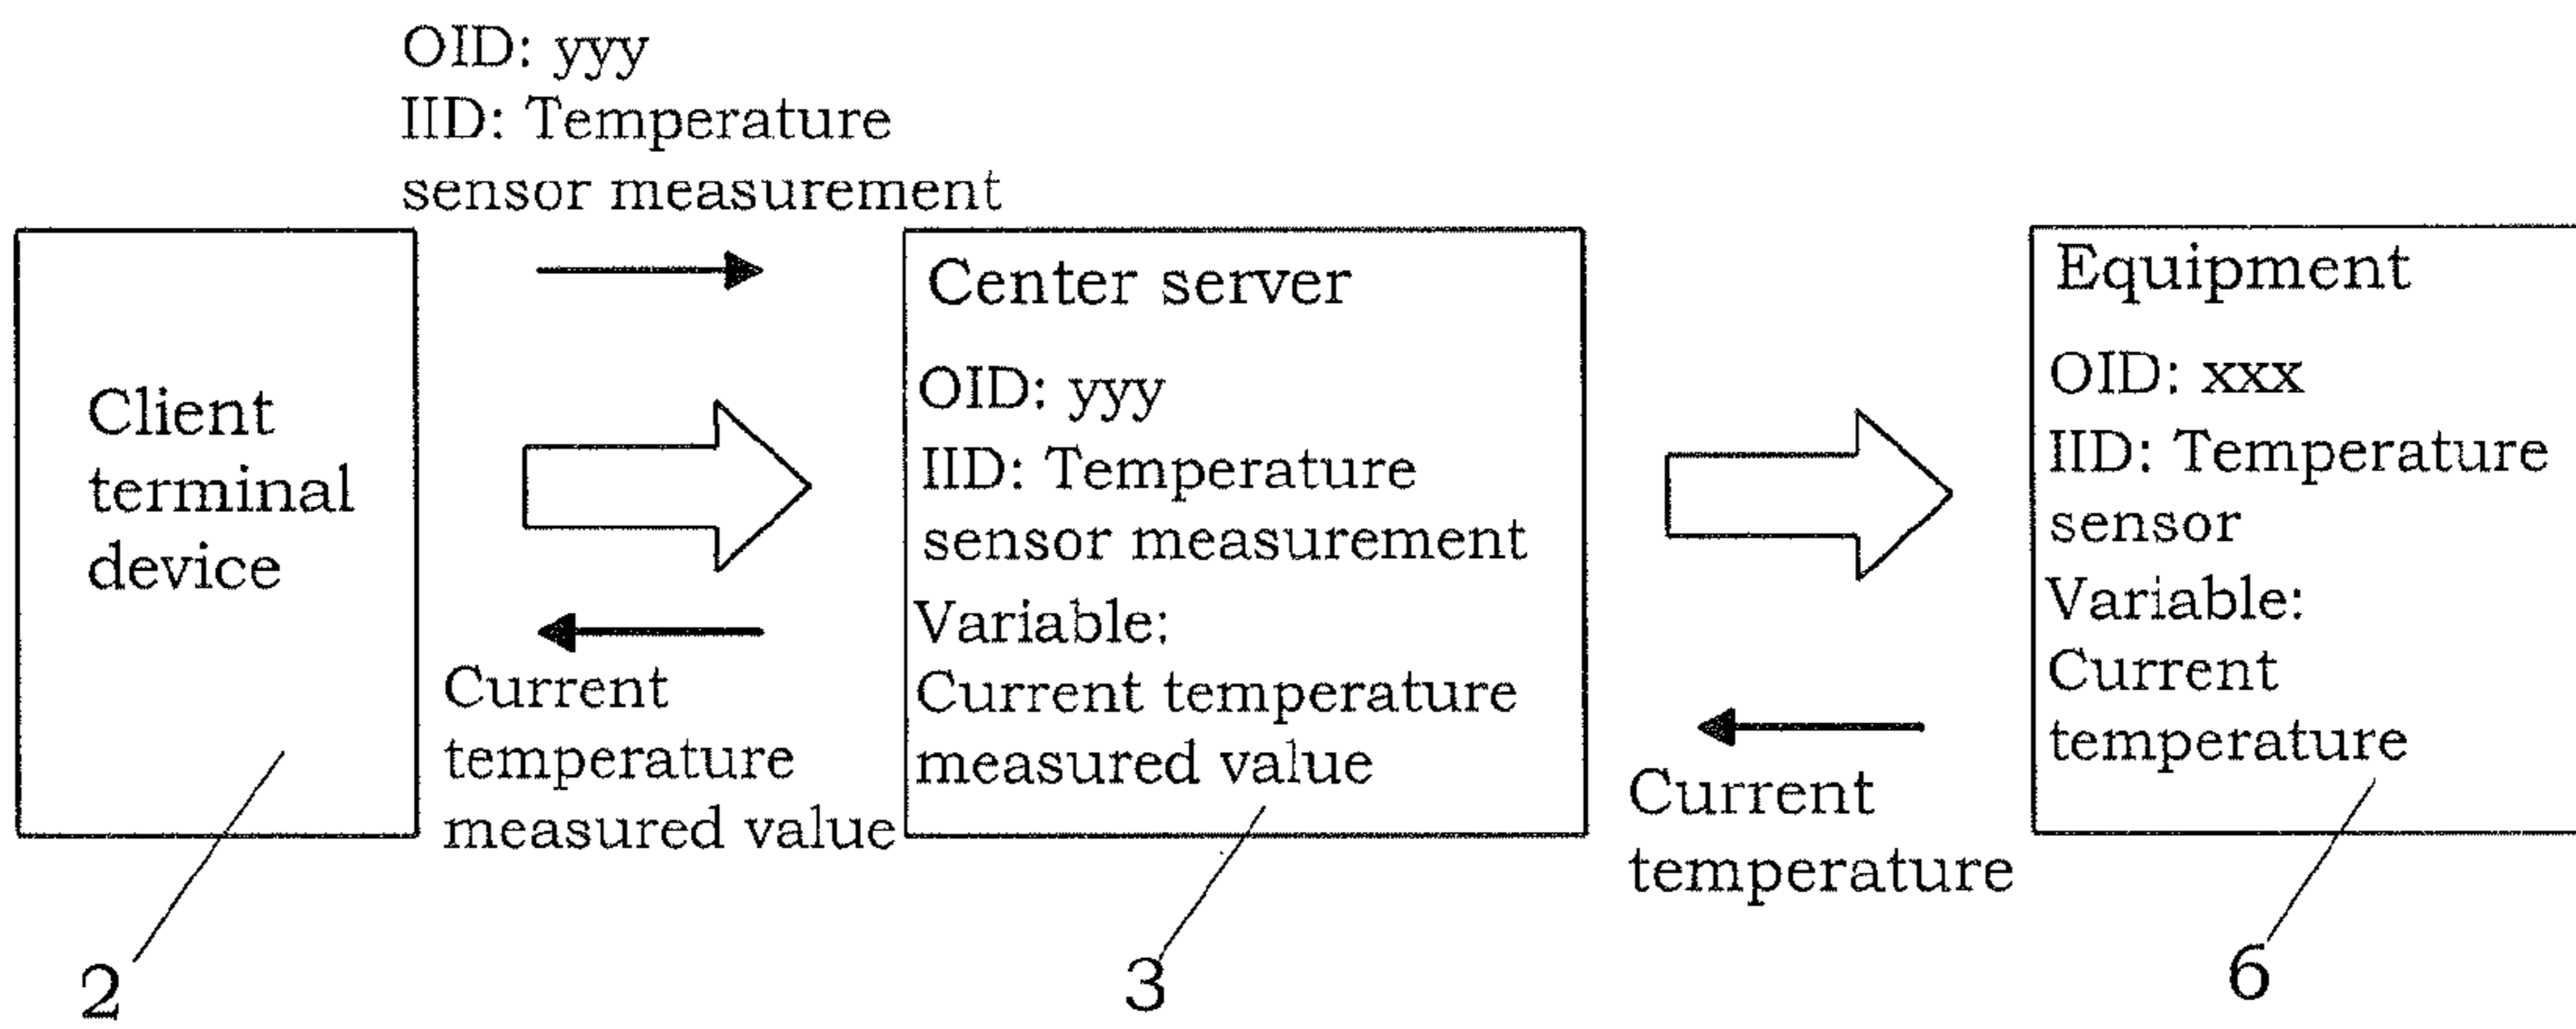 OID: yyy
IID: Temperature
sensor measurement
Client
terminal
device
Current
temperature
measured value
Center server
OID: yyy
IID: Temperature
sensor measurement
Variable:
Current temperature
measured value
Current
temperature
Equipment
OID: xxx
IID: Temperature
sensor
Variable:
Current
temperature
2
3
6